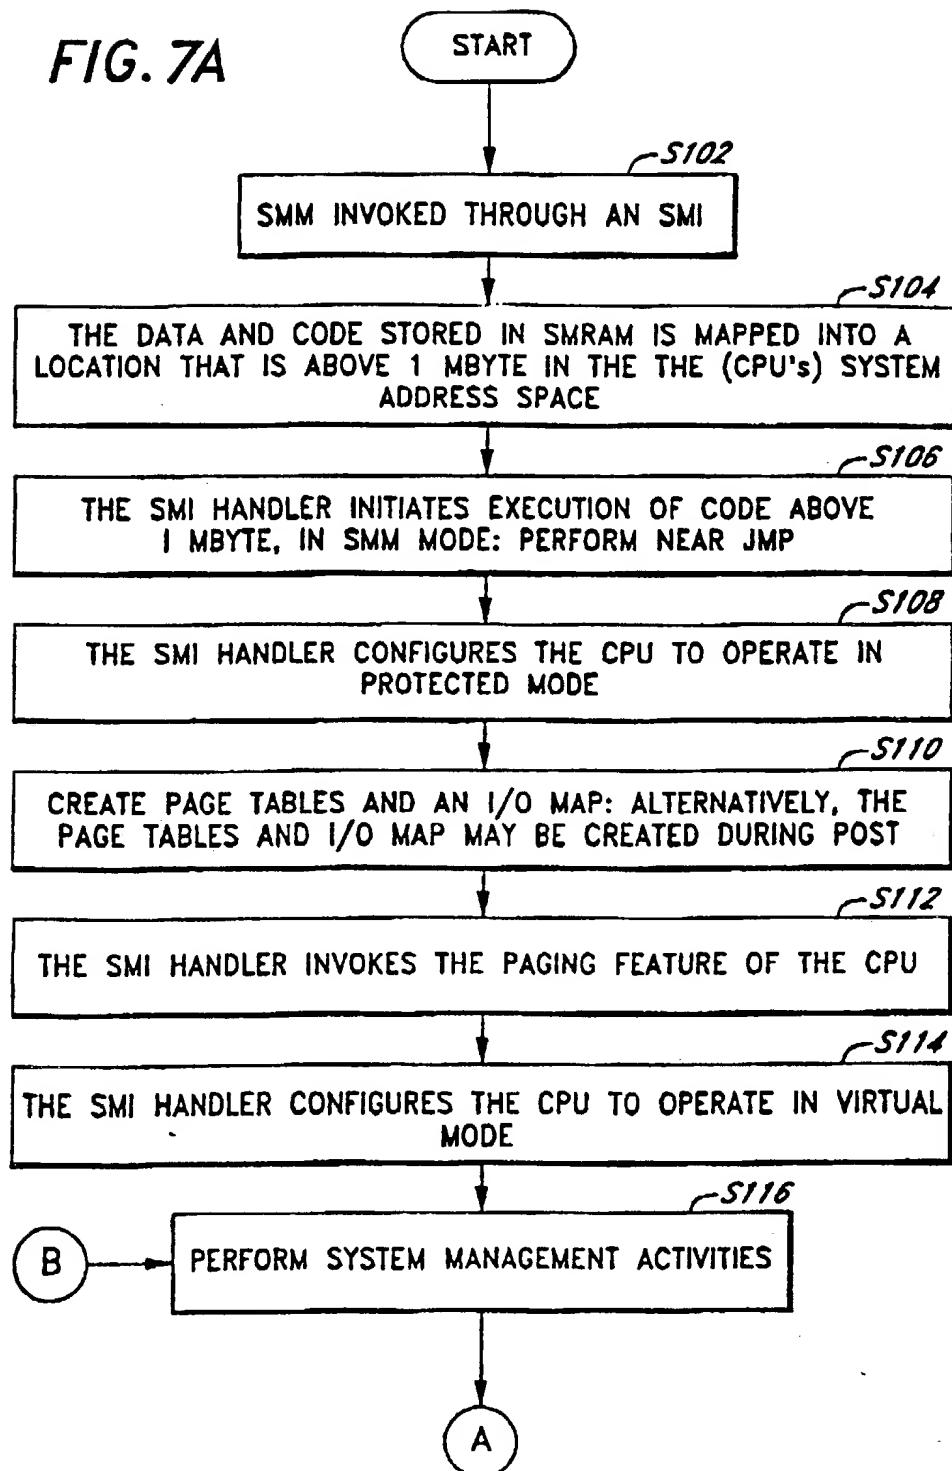 FIG. 7A
START
S102
SMM INVOKED THROUGH AN SMI
S104
THE DATA AND CODE STORED IN SMRAM IS MAPPED INTO A
LOCATION THAT IS ABOVE 1 MBYTE IN THE THE (CPU's) SYSTEM
ADDRESS SPACE
S106
THE SMI HANDLER INITIATES EXECUTION OF CODE ABOVE
1 MBYTE, IN SMM MODE: PERFORM NEAR JMP
S108
THE SMI HANDLER CONFIGURES THE CPU TO OPERATE IN
PROTECTED MODE
S110
CREATE PAGE TABLES AND AN I/O MAP: ALTERNATIVELY, THE
PAGE TABLES AND I/O MAP MAY BE CREATED DURING POST
S112
THE SMI HANDLER INVOKES THE PAGING FEATURE OF THE CPU
S114
THE SMI HANDLER CONFIGURES THE CPU TO OPERATE IN VIRTUAL
MODE
S116
B
PERFORM SYSTEM MANAGEMENT ACTIVITIES
A